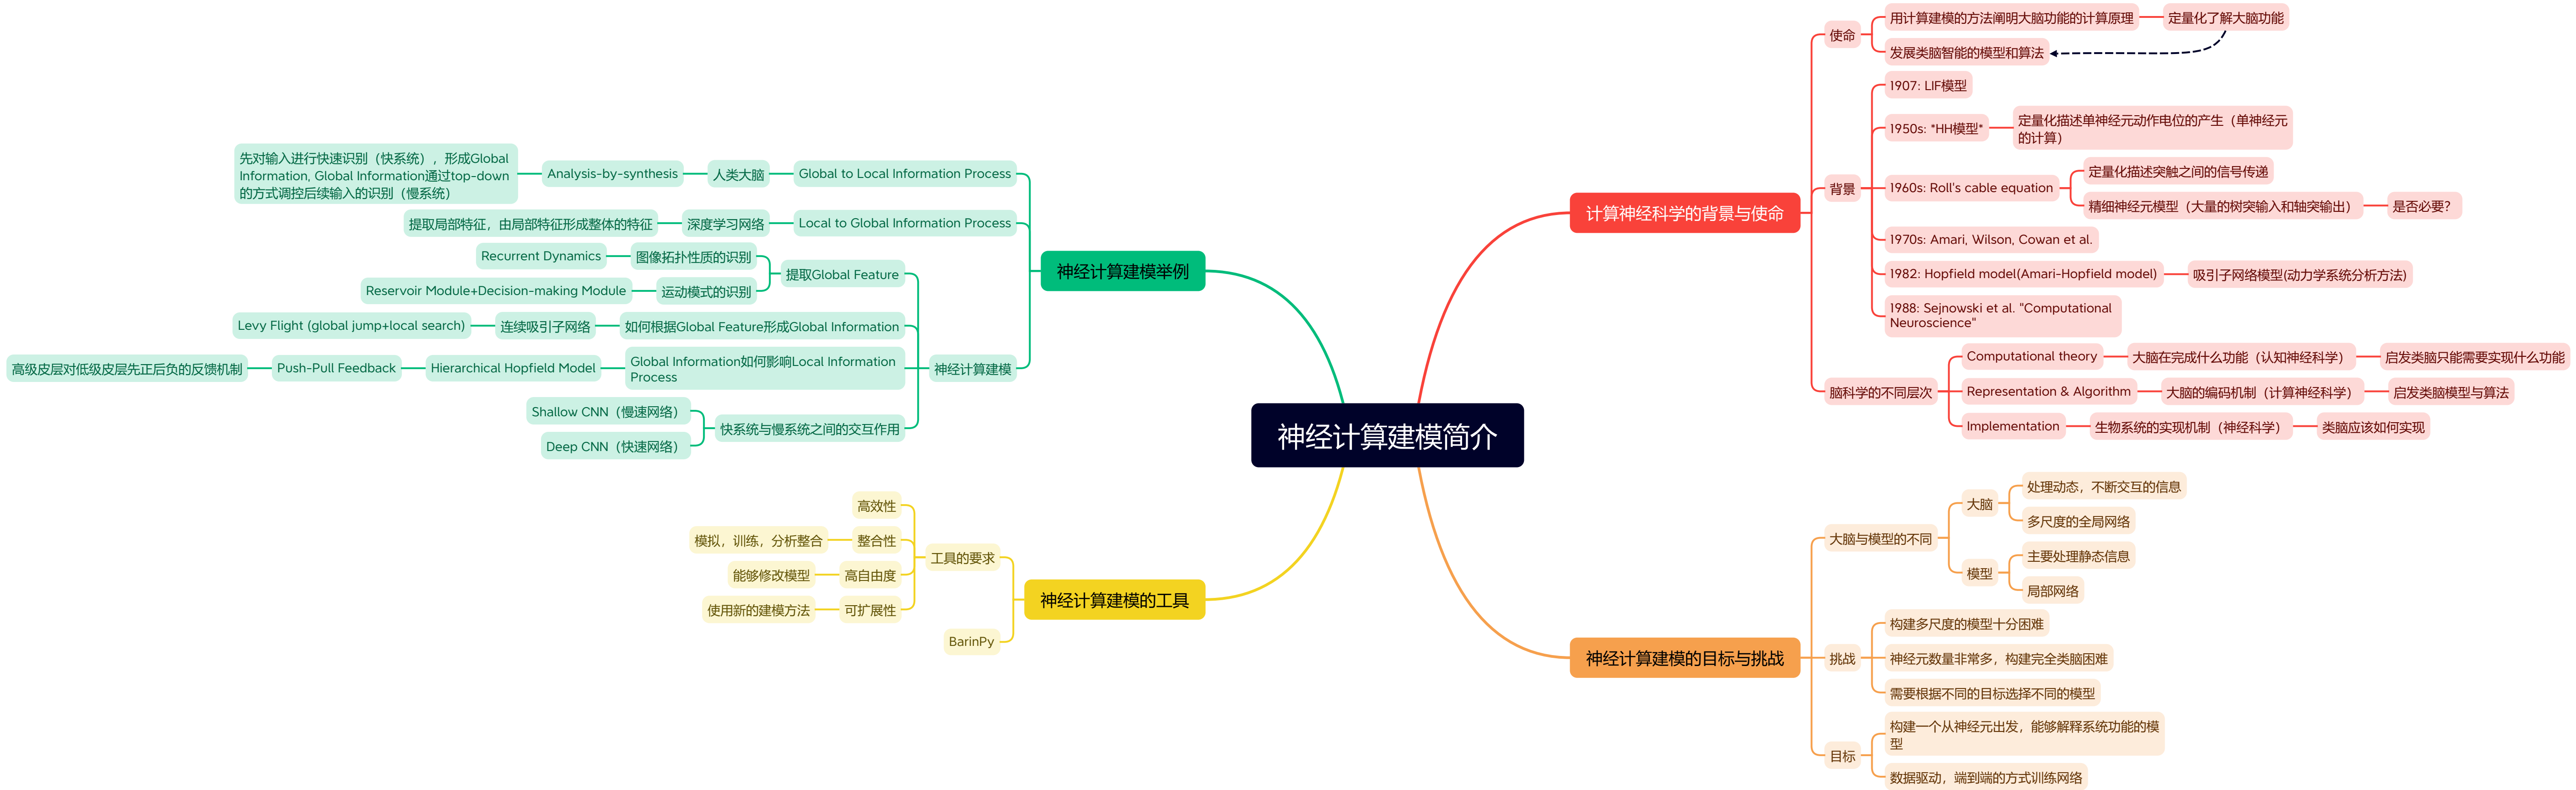 神经计算建模简介
计算神经科学的背景与使命
使命
用计算建模的方法阐明大脑功能的计算原理
定量化了解大脑功能
发展类脑智能的模型和算法
背景
1907: LIF模型
1950s: *HH模型*
定量化描述单神经元动作电位的产生（单神经元
的计算）
1960s: Roll's cable equation
定量化描述突触之间的信号传递
精细神经元模型（大量的树突输入和轴突输出）
是否必要？
1970s: Amari, Wilson, Cowan et al.
1982: Hopfield model(Amari-Hopfield model)
吸引子网络模型(动力学系统分析方法)
1988: Sejnowski et al. "Computational
Neuroscience"
脑科学的不同层次
Computational theory
大脑在完成什么功能（认知神经科学）
启发类脑只能需要实现什么功能
Representation & Algorithm
大脑的编码机制（计算神经科学）
启发类脑模型与算法
Implementation
生物系统的实现机制（神经科学）
类脑应该如何实现
神经计算建模的目标与挑战
大脑与模型的不同
大脑
处理动态，不断交互的信息
多尺度的全局网络
模型
主要处理静态信息
局部网络
挑战
构建多尺度的模型十分困难
神经元数量非常多，构建完全类脑困难
需要根据不同的目标选择不同的模型
目标
构建一个从神经元出发，能够解释系统功能的模
型
数据驱动，端到端的方式训练网络
神经计算建模举例
Global to Local Information Process
人类大脑
Analysis-by-synthesis
先对输入进行快速识别（快系统），形成Global
Information, Global Information通过top-down
的方式调控后续输入的识别（慢系统）
Local to Global Information Process
深度学习网络
提取局部特征，由局部特征形成整体的特征
神经计算建模
提取Global Feature
图像拓扑性质的识别
Recurrent Dynamics
运动模式的识别
Reservoir Module+Decision-making Module
如何根据Global Feature形成Global Information
连续吸引子网络
Levy Flight (global jump+local search)
Global Information如何影响Local Information
Process
Hierarchical Hopfield Model
Push-Pull Feedback
高级皮层对低级皮层先正后负的反馈机制
快系统与慢系统之间的交互作用
Shallow CNN（慢速网络）
Deep CNN（快速网络）
神经计算建模的工具
工具的要求
高效性
整合性
模拟，训练，分析整合
高自由度
能够修改模型
可扩展性
使用新的建模方法
BarinPy